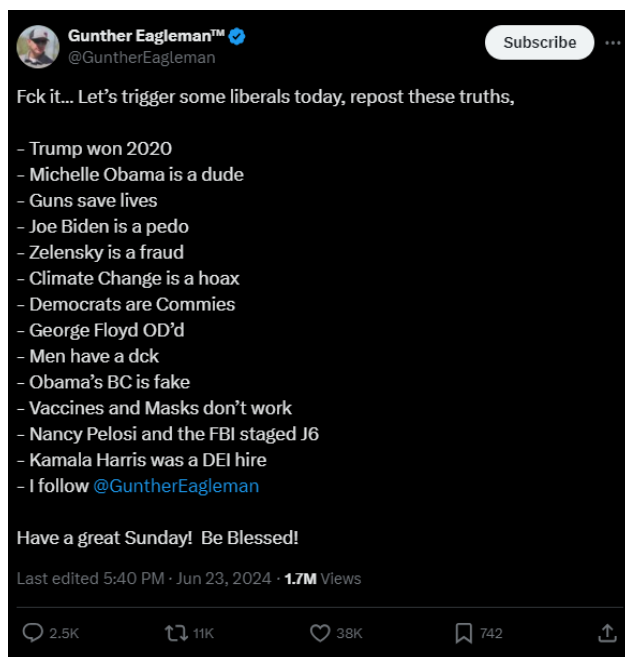 Gunther Eagleman™
@GuntherEagleman
Subscribe
Fck it... Let's trigger some liberals today, repost these truths,
- Trump won 2020
- Michelle Obama is a dude
- Guns save lives
- Joe Biden is a pedo
- Zelensky is a fraud
- Climate Change is a hoax
- Democrats are Commies
- George Floyd OD'd
- Men have a dck
- Obama's BC is fake
- Vaccines and Masks don't work
- Nancy Pelosi and the FBI staged J6
- Kamala Harris was a DEI hire
- I follow @GuntherEagleman
Have a great Sunday!  Be Blessed!
Last edited 5:40 PM · Jun 23, 2024 · 1.7M Views
2.5K 11K 38K 742